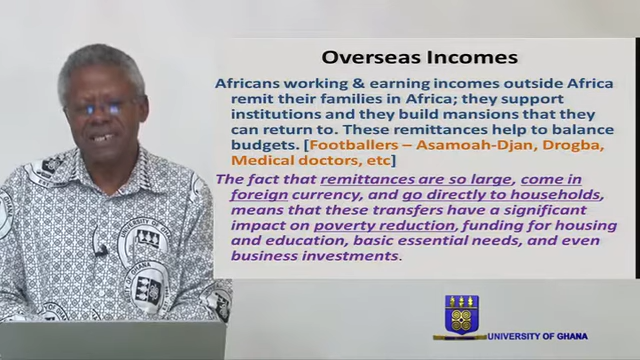 Overseas Incomes
Africans working & earning incomes outside Africa
remit their families in Africa; they support
institutions and they build mansions that they
can return to. These remittances help to balance
budgets. [Footballers – Asamoah-Djan, Drogba,
Medical doctors, etc]
The fact that remittances are so large, come in
foreign currency, and go directly to households,
means that these transfers have a significant
impact on poverty reduction, funding for housing
and education, basic essential needs, and even
business investments.
UNIVERSITY OF GHANA
UNIVERSITY OF GHANA